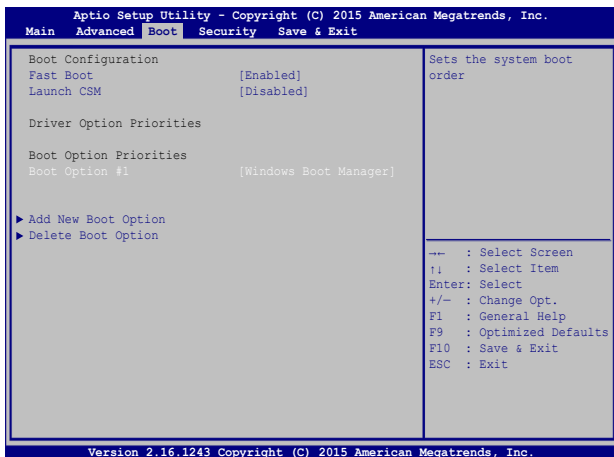 Aptio Setup Utility - Copyright (C) 2015 American Megatrends, Inc.
Main Advanced Boot Security Save & Exit
Boot Configuration
Fast Boot [Enabled]
Launch CSM [Disabled]
Driver Option Priorities
Boot Option Priorities
Boot Option #1 [Windows Boot Manager]
▶ Add New Boot Option
▶ Delete Boot Option
Sets the system boot
order
→← : Select Screen
↑↓ : Select Item
Enter: Select
+/— : Change Opt.
F1 : General Help
F9 : Optimized Defaults
F10 : Save & Exit
ESC : Exit
Version 2.16.1243 Copyright (C) 2015 American Megatrends, Inc.